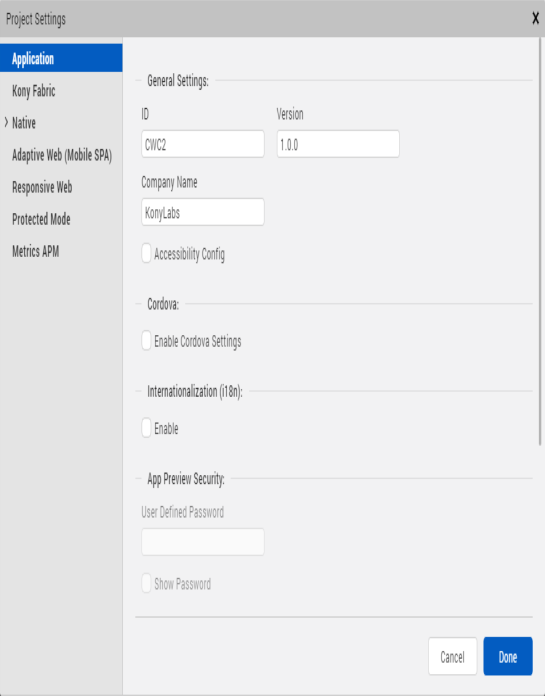 Project Settings
X
Application
Kony Fabric
> Native
Adaptive Web (Mobile SPA)
Responsive Web
Protected Mode
Metrics APM
General Settings:
ID Version
CWC2 1.0.0
Company Name
KonyLabs
Accessibility Config
Cordova:
Enable Cordova Settings
Internationalization (i18n):
Enable
App Preview Security:
User Defined Password
Show Password
Cancel Done